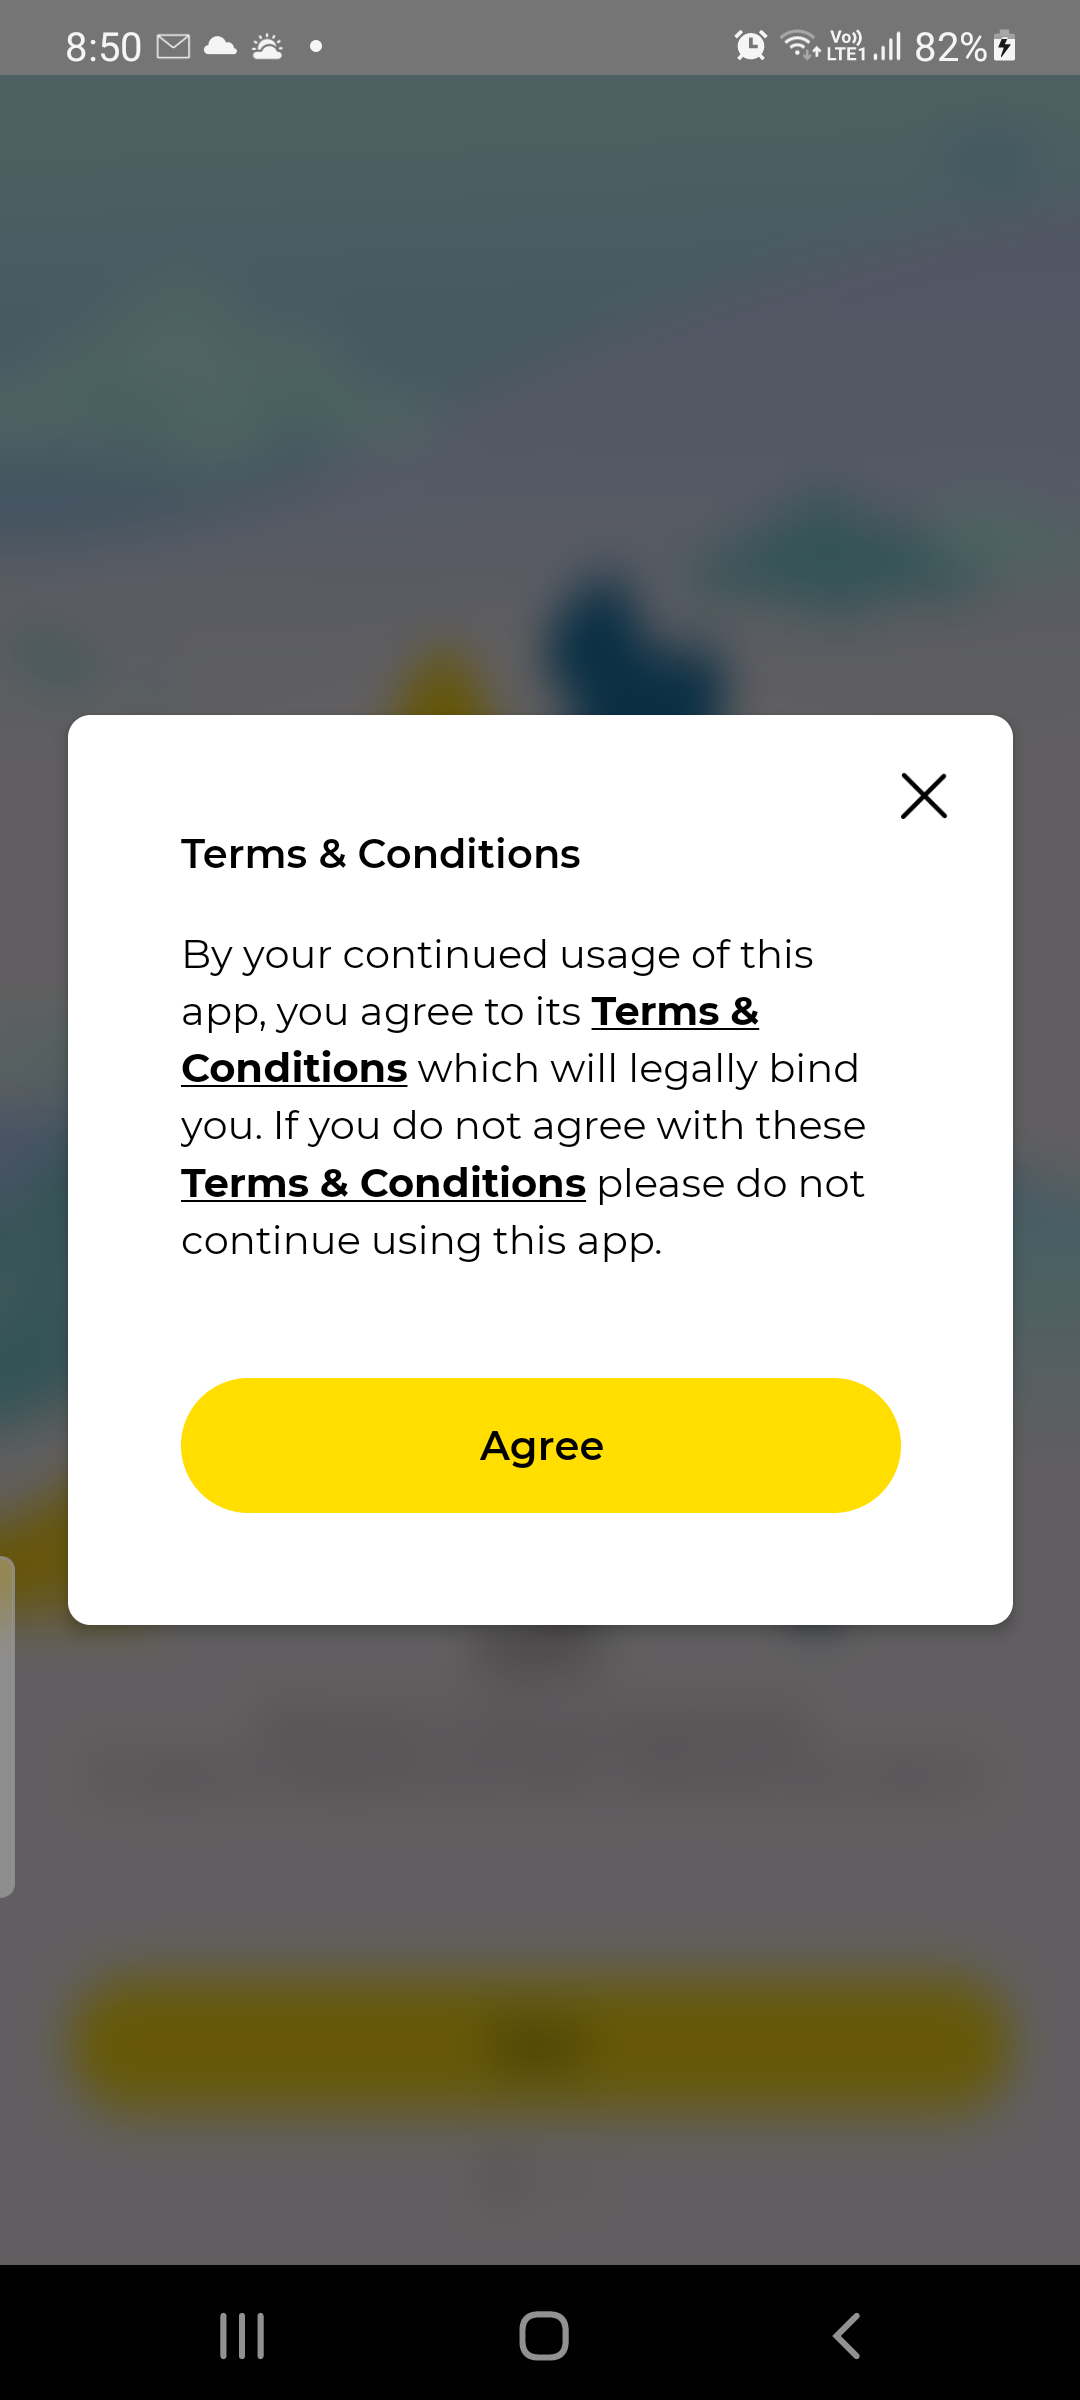 8:50
Vo))
LTE1
82%
Terms & Conditions
By your continued usage of this
app, you agree to its Terms &
Conditions which will legally bind
you. If you do not agree with these
Terms & Conditions please do not
continue using this app.
Agree